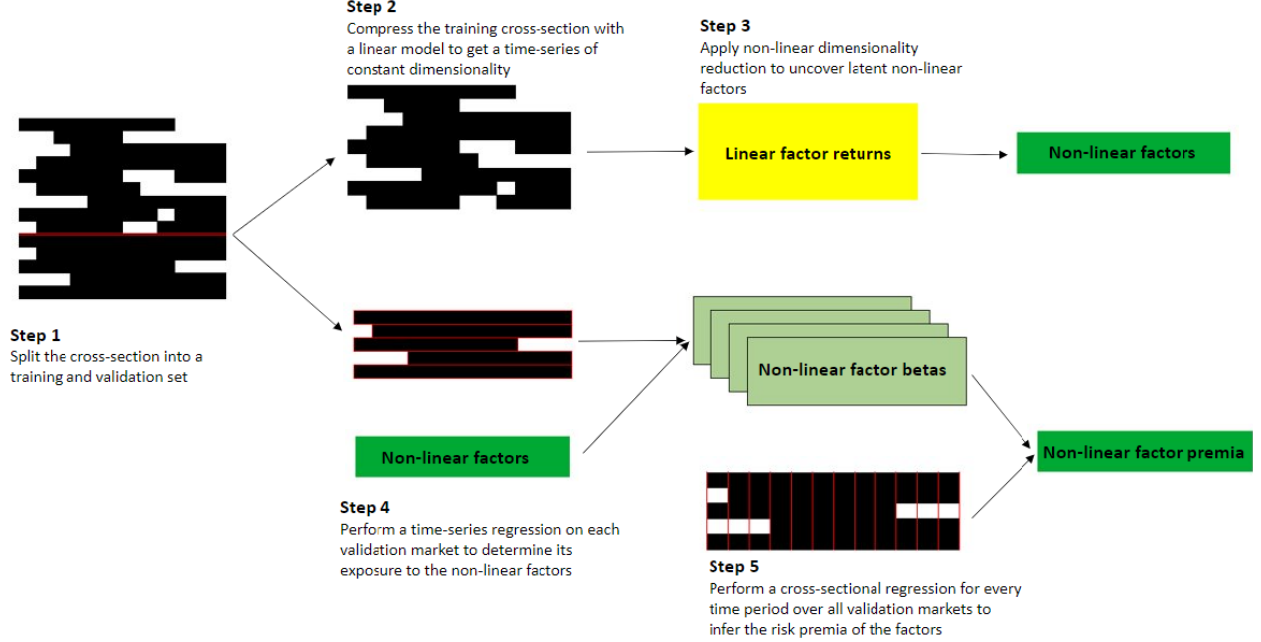 Step 2
Compress the training cross-section with
a linear model to get a time-series of
constant dimensionality
Step 3
Apply non-linear dimensionality
reduction to uncover latent non-linear
factors
Linear factor returns
Non-linear factors
Step 1
Split the cross-section into a
training and validation set
Non-linear factor betas
Non-linear factors
Non-linear factor premia
Step 4
Perform a time-series regression on each
validation market to determine its
exposure to the non-linear factors
Step 5
Perform a cross-sectional regression for every
time period over all validation markets to
infer the risk premia of the factors